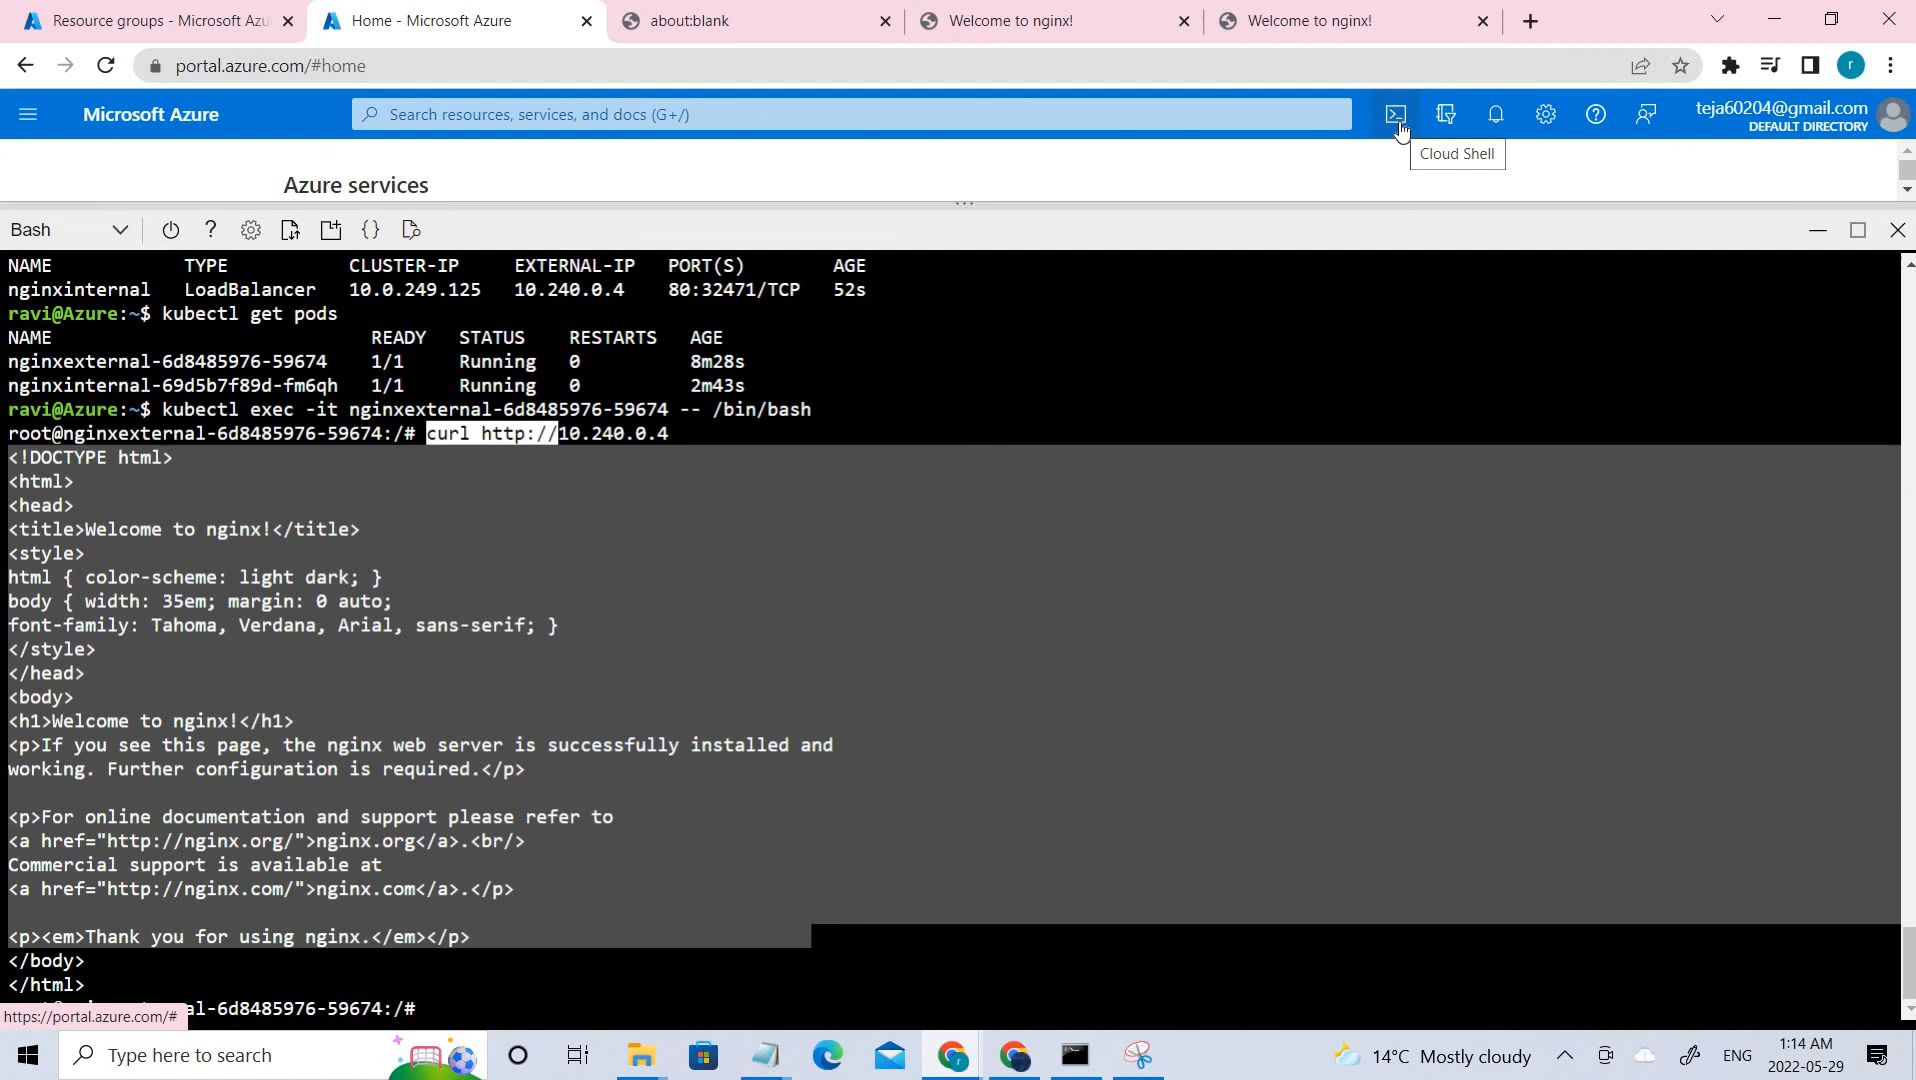 Resource groups - Microsoft Azu
Home - Microsoft Azure
about:blank
Welcome to nginx!
Welcome to nginx!
portal.azure.com/#home
r
Microsoft Azure
Search resources, services, and docs (G+/)
teja60204@gmail.com
DEFAULT DIRECTORY
Cloud Shell
Azure services
Bash
NAME TYPE CLUSTER-IP EXTERNAL-IP PORT(S) AGE
nginxinternal LoadBalancer 10.0.249.125 10.240.0.4 80:32471/TCP 52s
ravi@Azure:~$ kubectl get pods
NAME READY STATUS RESTARTS AGE
nginxexternal-6d8485976-59674 1/1 Running 0 8m28s
nginxinternal-69d5b7f89d-fm6qh 1/1 Running 0 2m43s
ravi@Azure:~$ kubectl exec -it nginxexternal-6d8485976-59674 -- /bin/bash
root@nginxexternal-6d8485976-59674:/# curl http://10.240.0.4
<!DOCTYPE html>
<html>
<head>
<title>Welcome to nginx!</title>
<style>
html { color-scheme: light dark; }
body { width: 35em; margin: 0 auto;
font-family: Tahoma, Verdana, Arial, sans-serif; }
</style>
</head>
<body>
<h1>Welcome to nginx!</h1>
<p>If you see this page, the nginx web server is successfully installed and
working. Further configuration is required.</p>
<p>For online documentation and support please refer to
<a href="http://nginx.org/">nginx.org</a>.<br/>
Commercial support is available at
<a href="http://nginx.com/">nginx.com</a>.</p>
<p><em>Thank you for using nginx.</em></p>
</body>
</html>
al-6d8485976-59674:/#
https://portal.azure.com/#
Type here to search
14°C Mostly cloudy
ENG
1:14 AM
2022-05-29